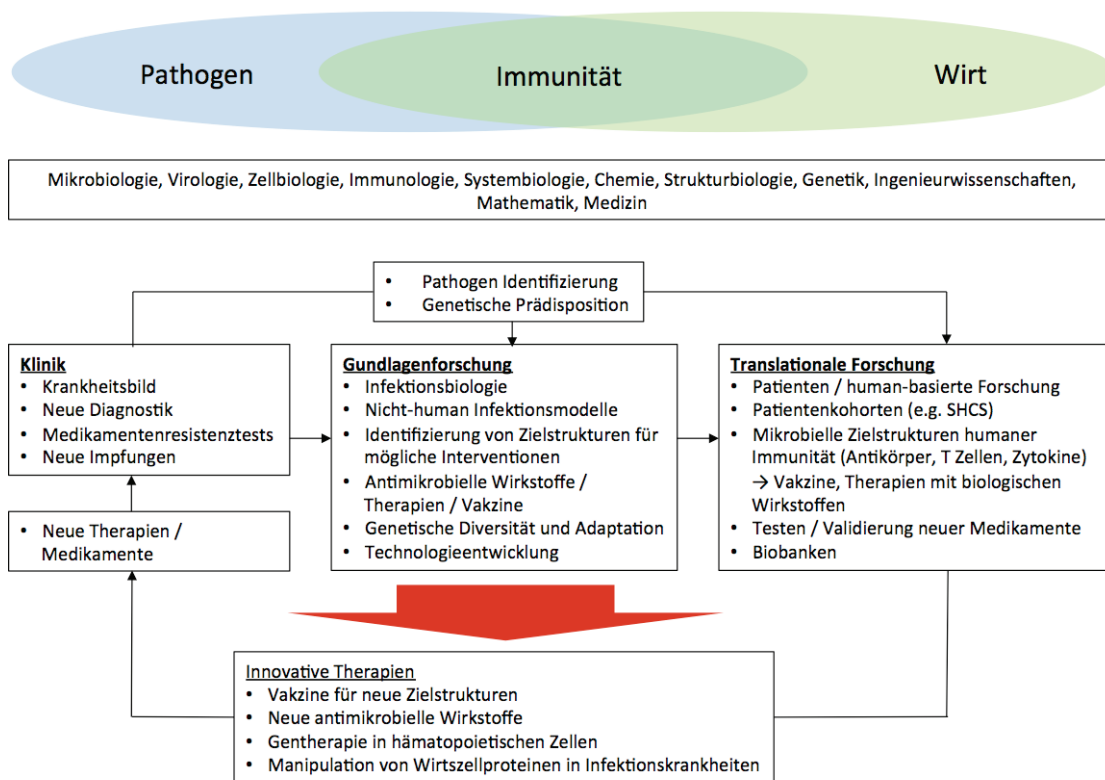 Pathogen
Immunität
Wirt
Mikrobiologie, Virologie, Zellbiologie, Immunologie, Systembiologie, Chemie, Strukturbiologie, Genetik, Ingenieurwissenschaften,
Mathematik, Medizin
• Pathogen Identifizierung
• Genetische Prädisposition
Klinik
• Krankheitsbild
• Neue Diagnostik
• Medikamentenresistenztests
• Neue Impfungen
• Neue Therapien /
Medikamente
Gundlagenforschung
• Infektionsbiologie
• Nicht-human Infektionsmodelle
• Identifizierung von Zielstrukturen für
mögliche Interventionen
• Antimikrobielle Wirkstoffe /
Therapien / Vakzine
• Genetische Diversität und Adaptation
• Technologieentwicklung
Translationale Forschung
• Patienten / human-basierte Forschung
• Patientenkohorten (e.g. SHCS)
• Mikrobielle Zielstrukturen humaner
Immunität (Antikörper, T Zellen, Zytokine)
→ Vakzine, Therapien mit biologischen
Wirkstoffen
• Testen / Validierung neuer Medikamente
• Biobanken
Innovative Therapien
• Vakzine für neue Zielstrukturen
• Neue antimikrobielle Wirkstoffe
• Gentherapie in hämatopoietischen Zellen
• Manipulation von Wirtszellproteinen in Infektionskrankheiten